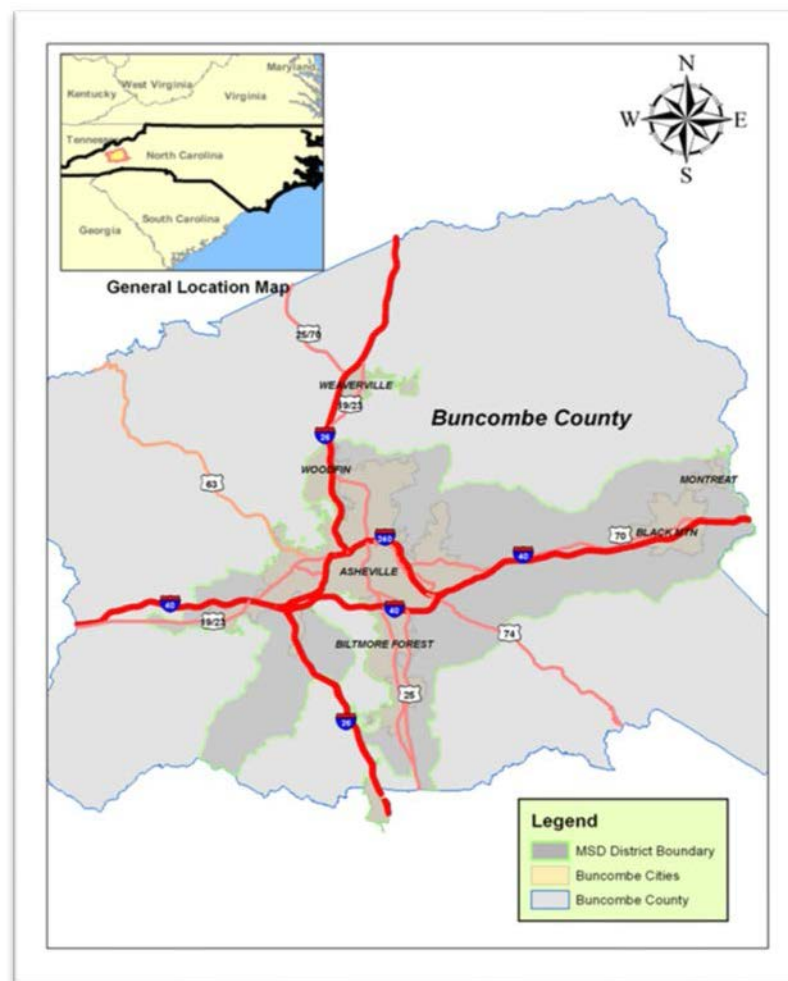 Maryland
West Virginia
Kentucky
Virginia
Tennessee
North Carolina
South Carolina
Georgia
General Location Map
N
W
E
S
25/70
WEAVERVILLE
19/23
Buncombe County
26
WOODFIN
63
MONTREAT
240
70
BLACK MTN
40
ASHEVILLE
40
40
19/23
74
BILTMORE FOREST
25
26
Legend
MSD District Boundary
Buncombe Cities
Buncombe County